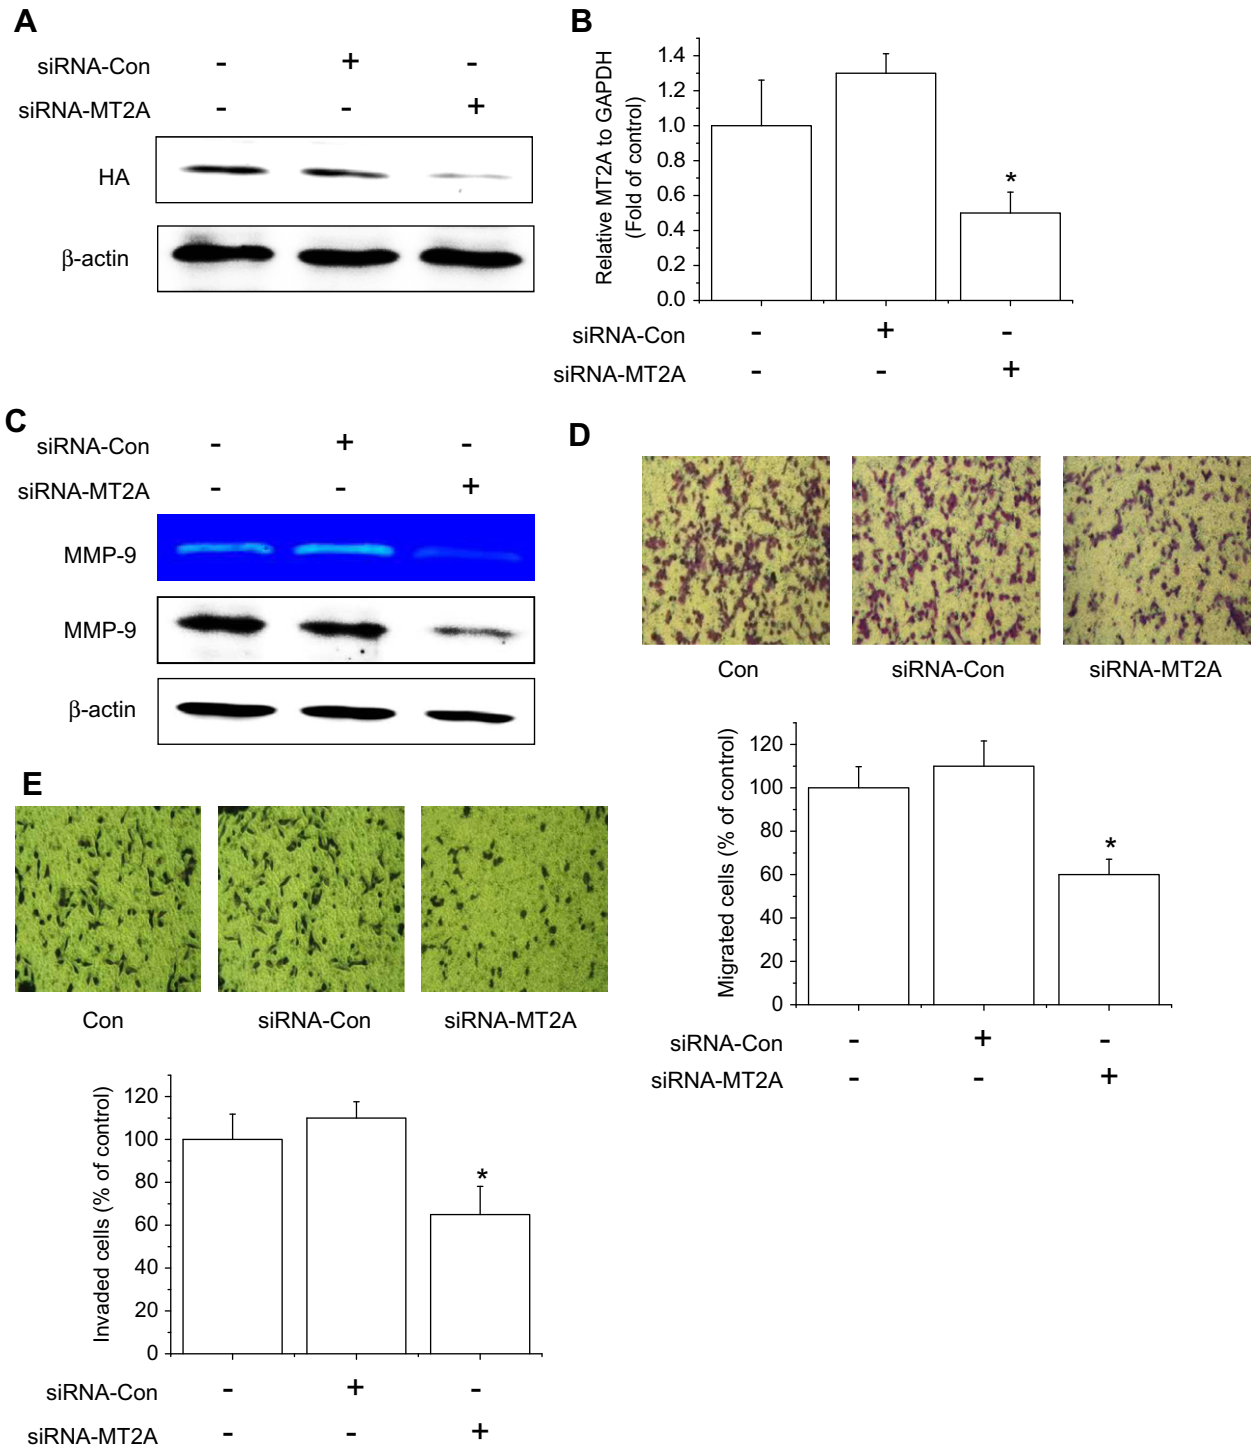 A
siRNA-Con - + -
siRNA-MT2A - - +
HA
β-actin
B
Relative MT2A to GAPDH
(Fold of control)
1.4
1.2
1.0
0.8
0.6
0.4
0.2
0.0
*
siRNA-Con - + -
siRNA-MT2A - - +
C
siRNA-Con - + -
siRNA-MT2A - - +
MMP-9
MMP-9
β-actin
D
Con siRNA-Con siRNA-MT2A
Migrated cells (% of control)
120
100
80
60
40
20
0
*
siRNA-Con - + -
siRNA-MT2A - - +
E
Con siRNA-Con siRNA-MT2A
Invaded cells (% of control)
120
100
80
60
40
20
0
*
siRNA-Con - + -
siRNA-MT2A - - +